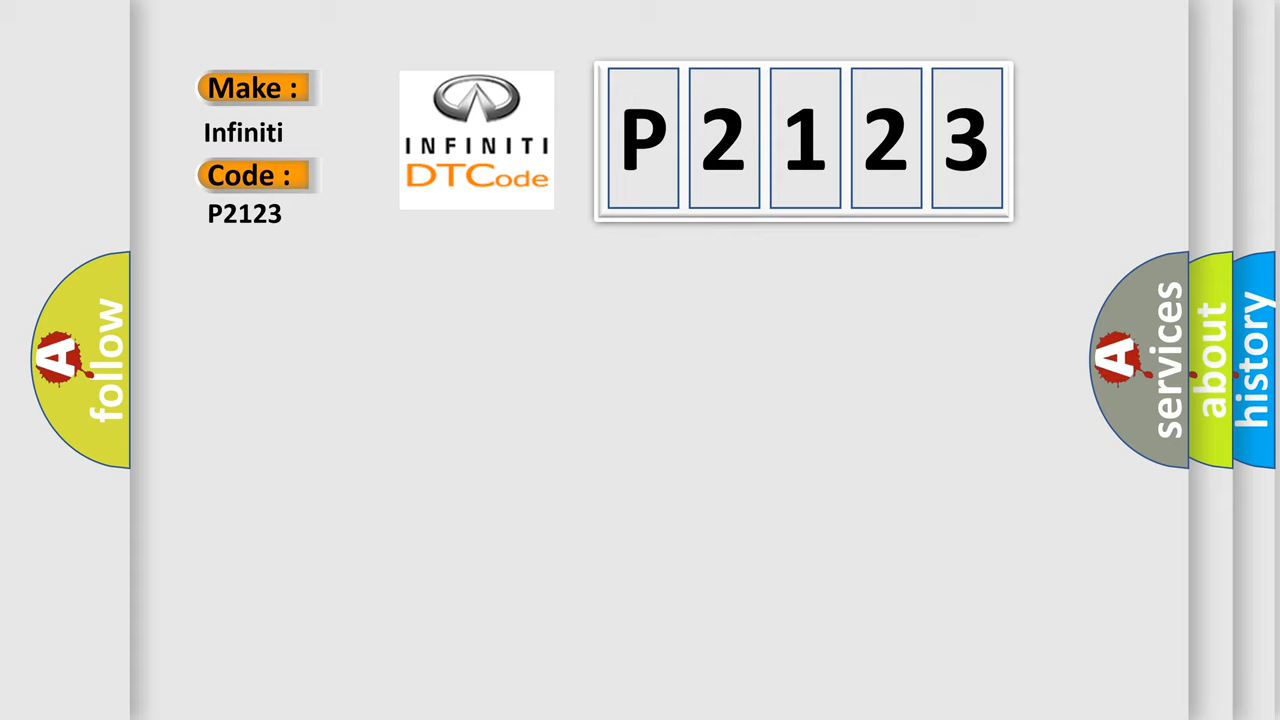 Make :
Infiniti
Code :
P2123
INFINITI
DTCode
P 2 1 2 3
A follow
A services
about
history